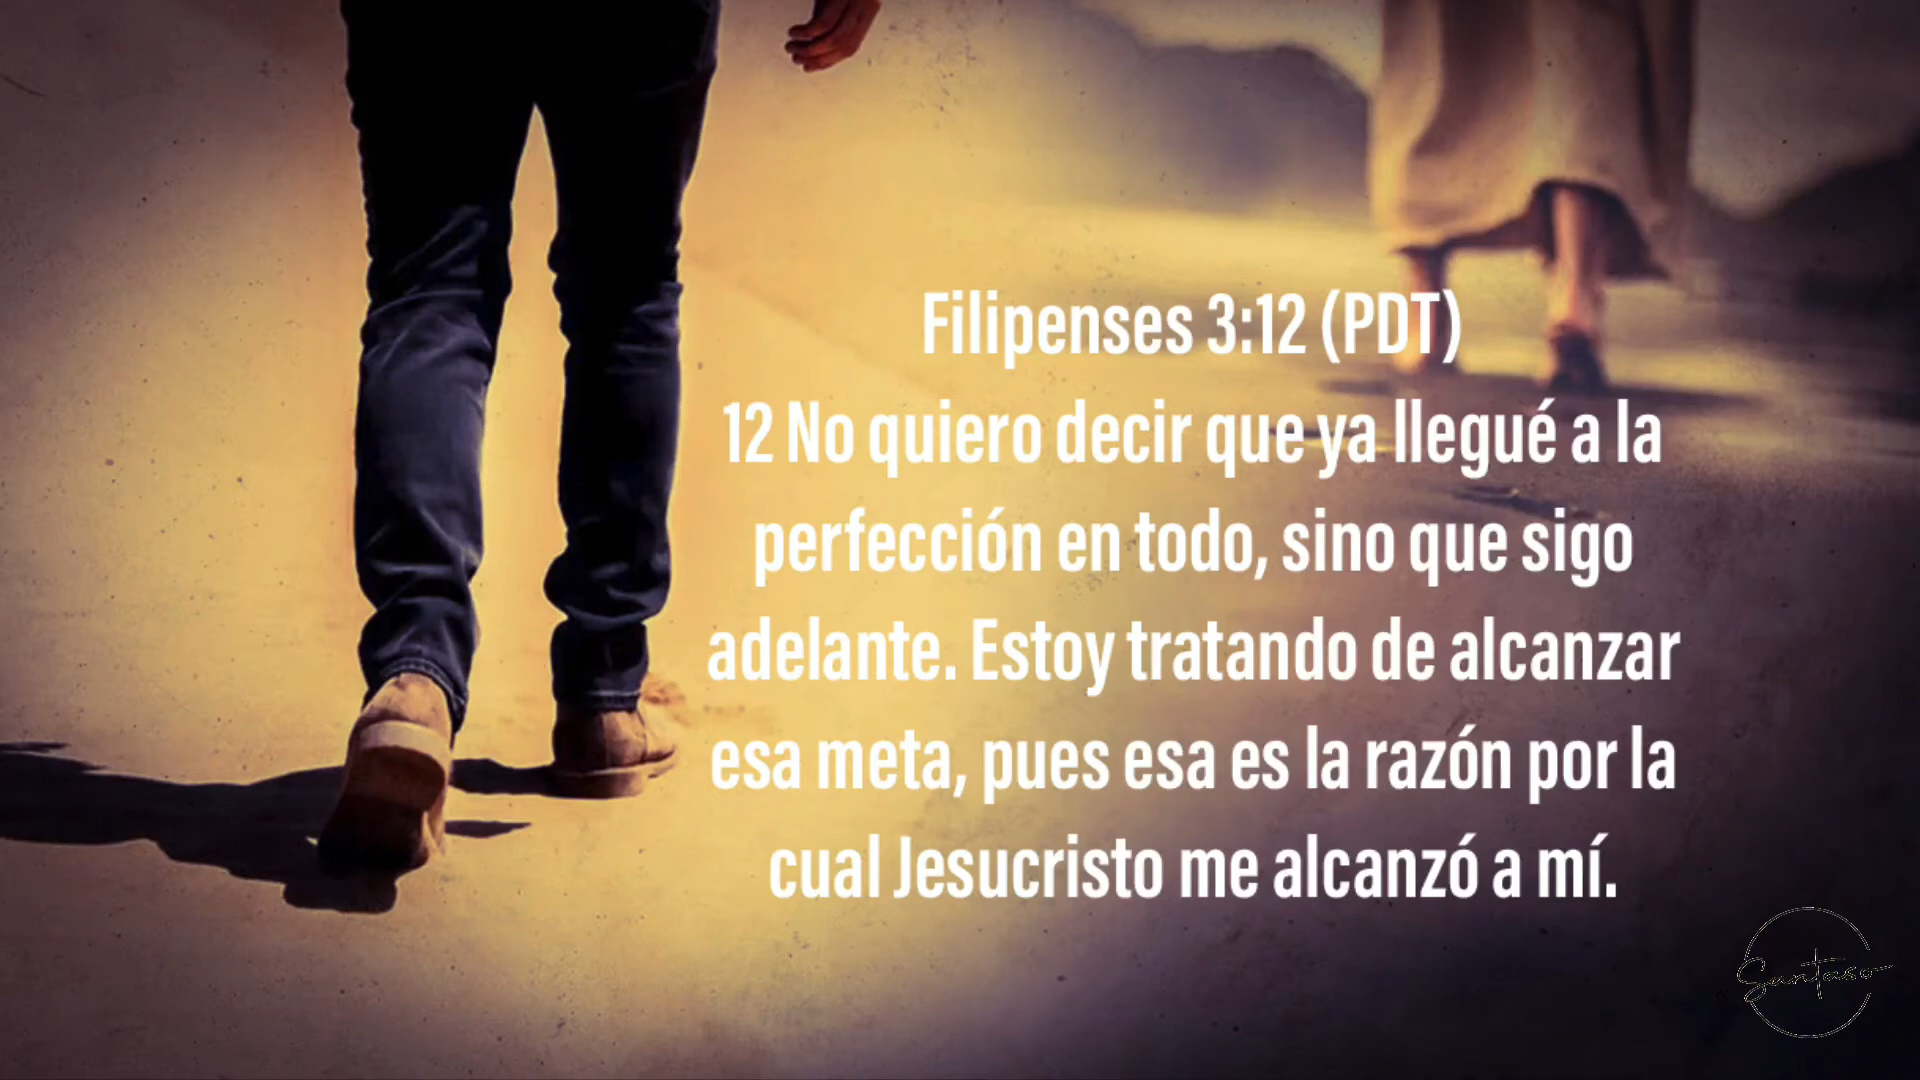 Filipenses 3:12 (PDT)
12 No quiero decir que ya llegué a la
perfección en todo, sino que sigo
adelante. Estoy tratando de alcanzar
esa meta, pues esa es la razón por la
cual Jesucristo me alcanzó a mí.